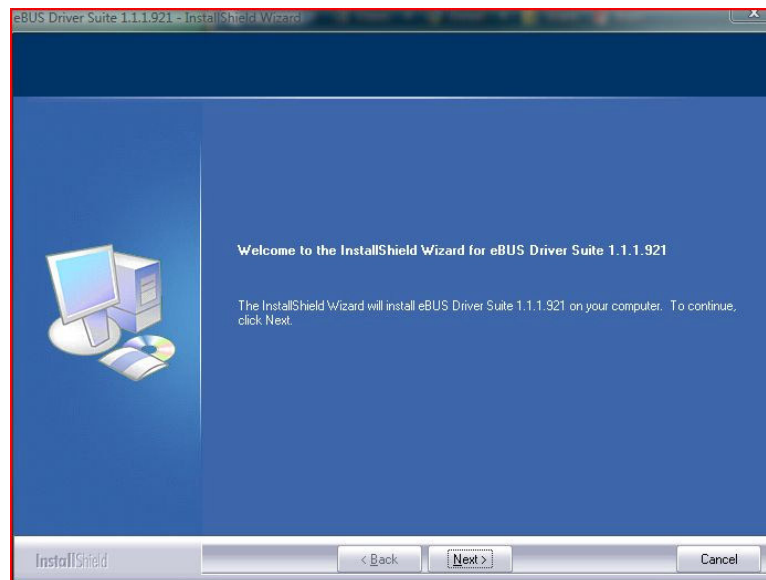 eBUS Driver Suite 1.1.1.921 - InstallShield Wizard
Welcome to the InstallShield Wizard for eBUS Driver Suite 1.1.1.921
The InstallShield Wizard will install eBUS Driver Suite 1.1.1.921 on your computer. To continue,
click Next.
InstallShield
< Back Next > Cancel